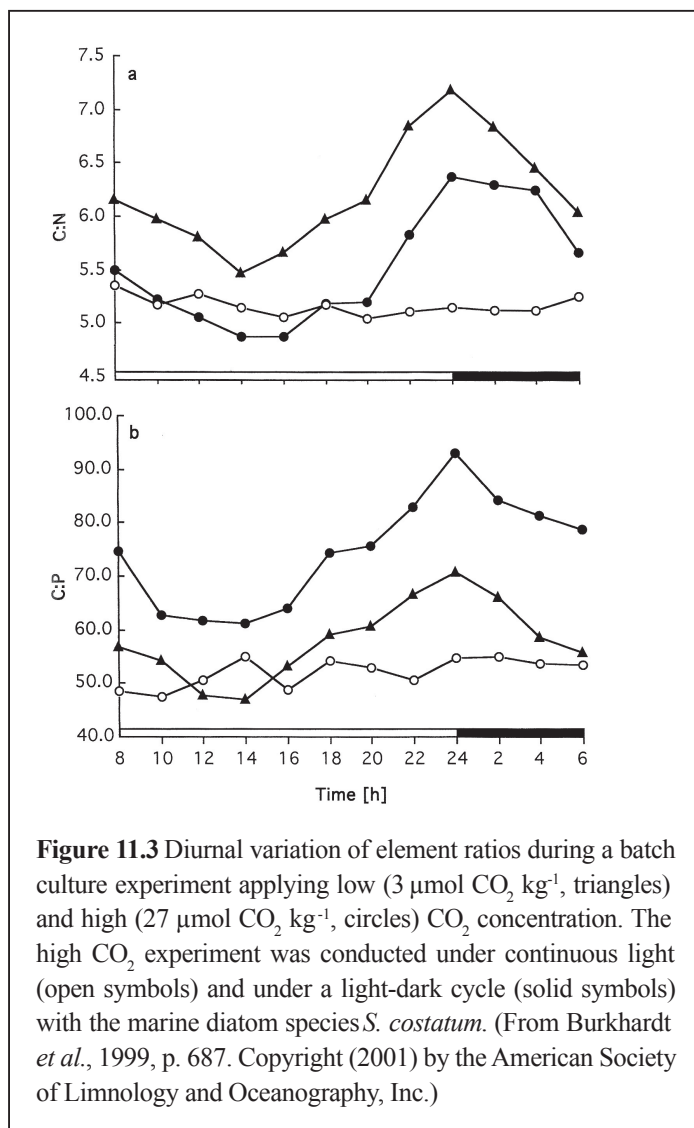 7.5
a
7.0
6.5
6.0
C:N
5.5
5.0
4.5
100.0
b
90.0
80.0
70.0
C:P
60.0
50.0
40.0
8 10 12 14 16 18 20 22 24 2 4 6
Time [h]
Figure 11.3 Diurnal variation of element ratios during a batch
culture experiment applying low (3 μmol CO₂ kg⁻¹, triangles)
and high (27 μmol CO₂ kg⁻¹, circles) CO₂ concentration. The
high CO₂ experiment was conducted under continuous light
(open symbols) and under a light-dark cycle (solid symbols)
with the marine diatom species S. costatum. (From Burkhardt
et al., 1999, p. 687. Copyright (2001) by the American Society
of Limnology and Oceanography, Inc.)